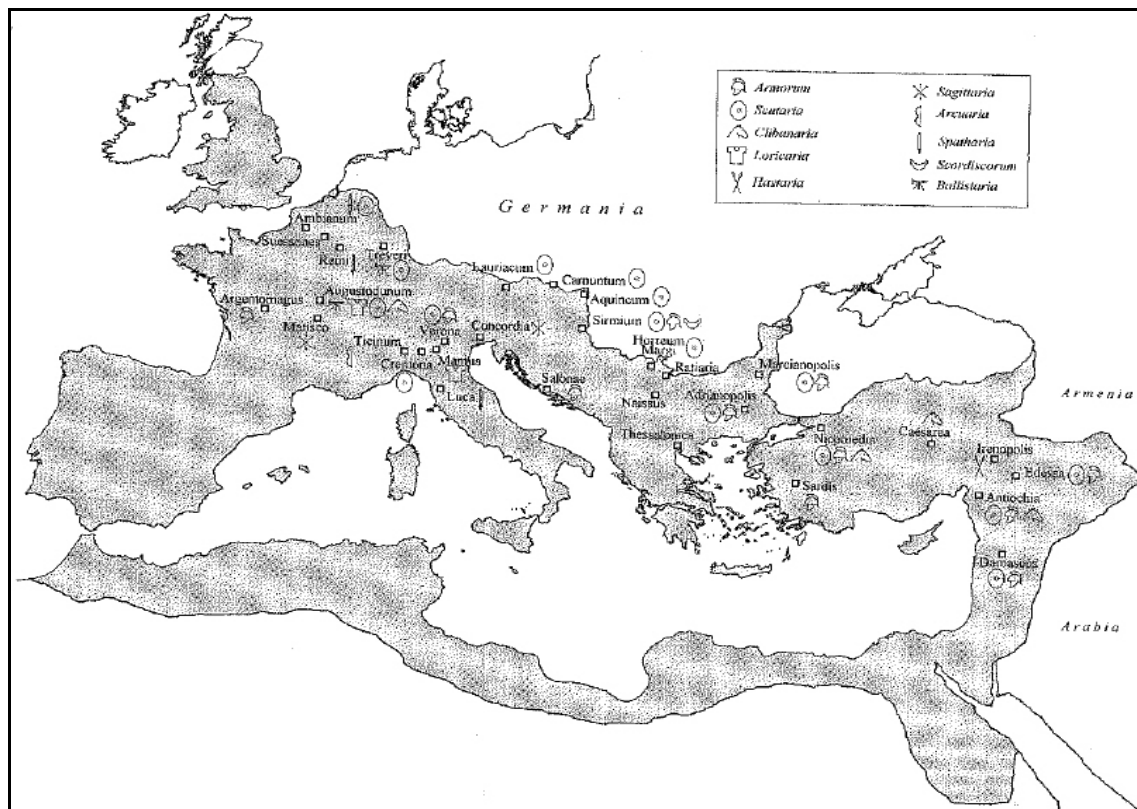 Armorum
Scutaria
Clibanaria
Loricaria
Hastaria
Sagittaria
Arcuaria
Spatharia
Scordiscorum
Ballistaria
Germania
Ambianum
Suessones
Remi
Treveri
Lauriacum
Carnuntum
Aquincum
Sirmium
Argentomagus
Augustodunum
Matisco
Verona
Concordia
Ticinum
Mantua
Cremona
Luca
Salonae
Horreum
Margi
Ratiaria
Naissus
Marcianopolis
Adrianopolis
Thessalonica
Nicomedia
Caesarea
Armenia
Irenopolis
Edessa
Sardis
Antiochia
Damascus
Arabia